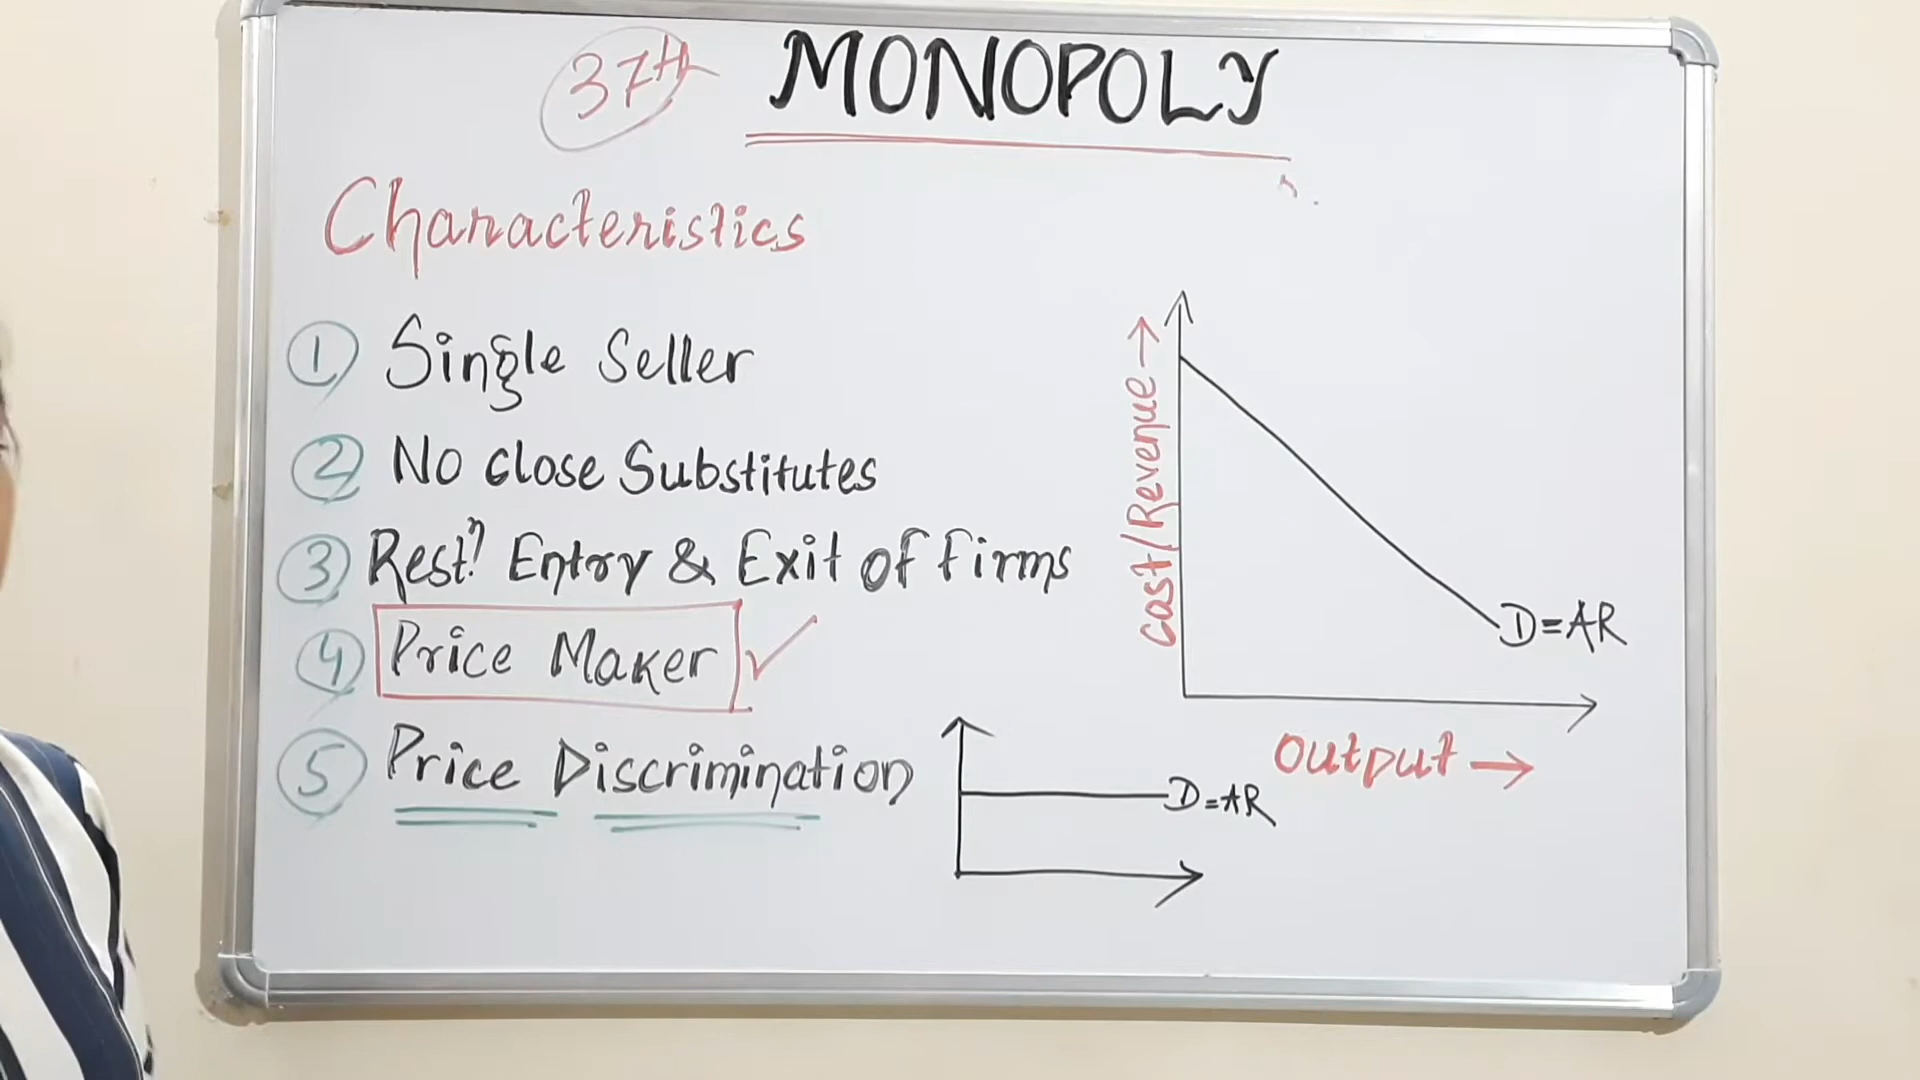 37th MONOPOLY
Characteristics
1 Single Seller
2 No close Substitutes
3 Restn. Entry & Exit of firms
4 Price Maker ✓
5 Price Discrimination
Cost/Revenue →
D=AR
Output →
D=AR